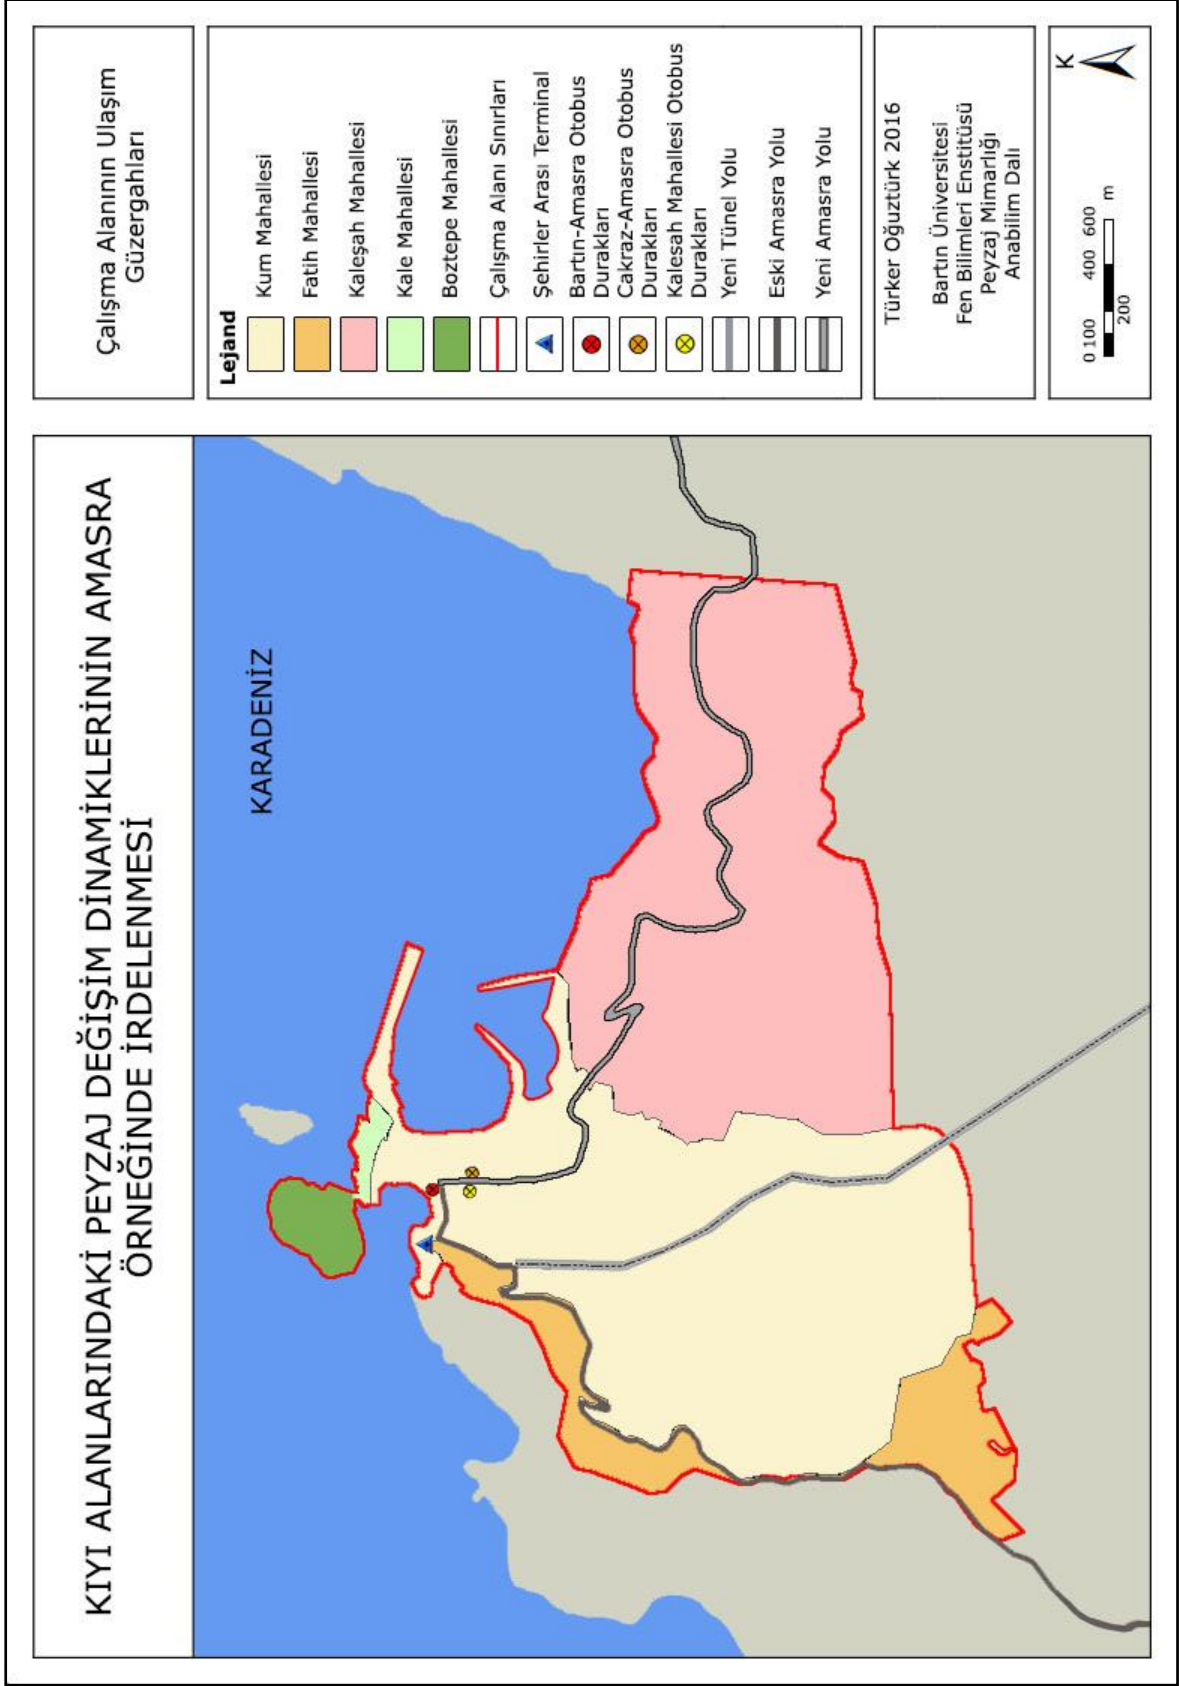 KIYI ALANLARINDAKİ PEYZAJ DEĞİŞİM DİNAMİKLERİNİN AMASRA
ÖRNEĞİNDE İRDELENMESİ
KARADENİZ
Çalışma Alanının Ulaşım
Güzergahları
Lejand
Kum Mahallesi
Fatih Mahallesi
Kaleşah Mahallesi
Kale Mahallesi
Boztepe Mahallesi
Çalışma Alanı Sınırları
Şehirler Arası Terminal
Bartın-Amasra Otobus
Durakları
Cakraz-Amasra Otobus
Durakları
Kalesah Mahallesi Otobus
Durakları
Yeni Tünel Yolu
Eski Amasra Yolu
Yeni Amasra Yolu
Türker Oğuztürk 2016
Bartın Üniversitesi
Fen Bilimleri Enstitüsü
Peyzaj Mimarlığı
Anabilim Dalı
K
0 100 400 600
m
200